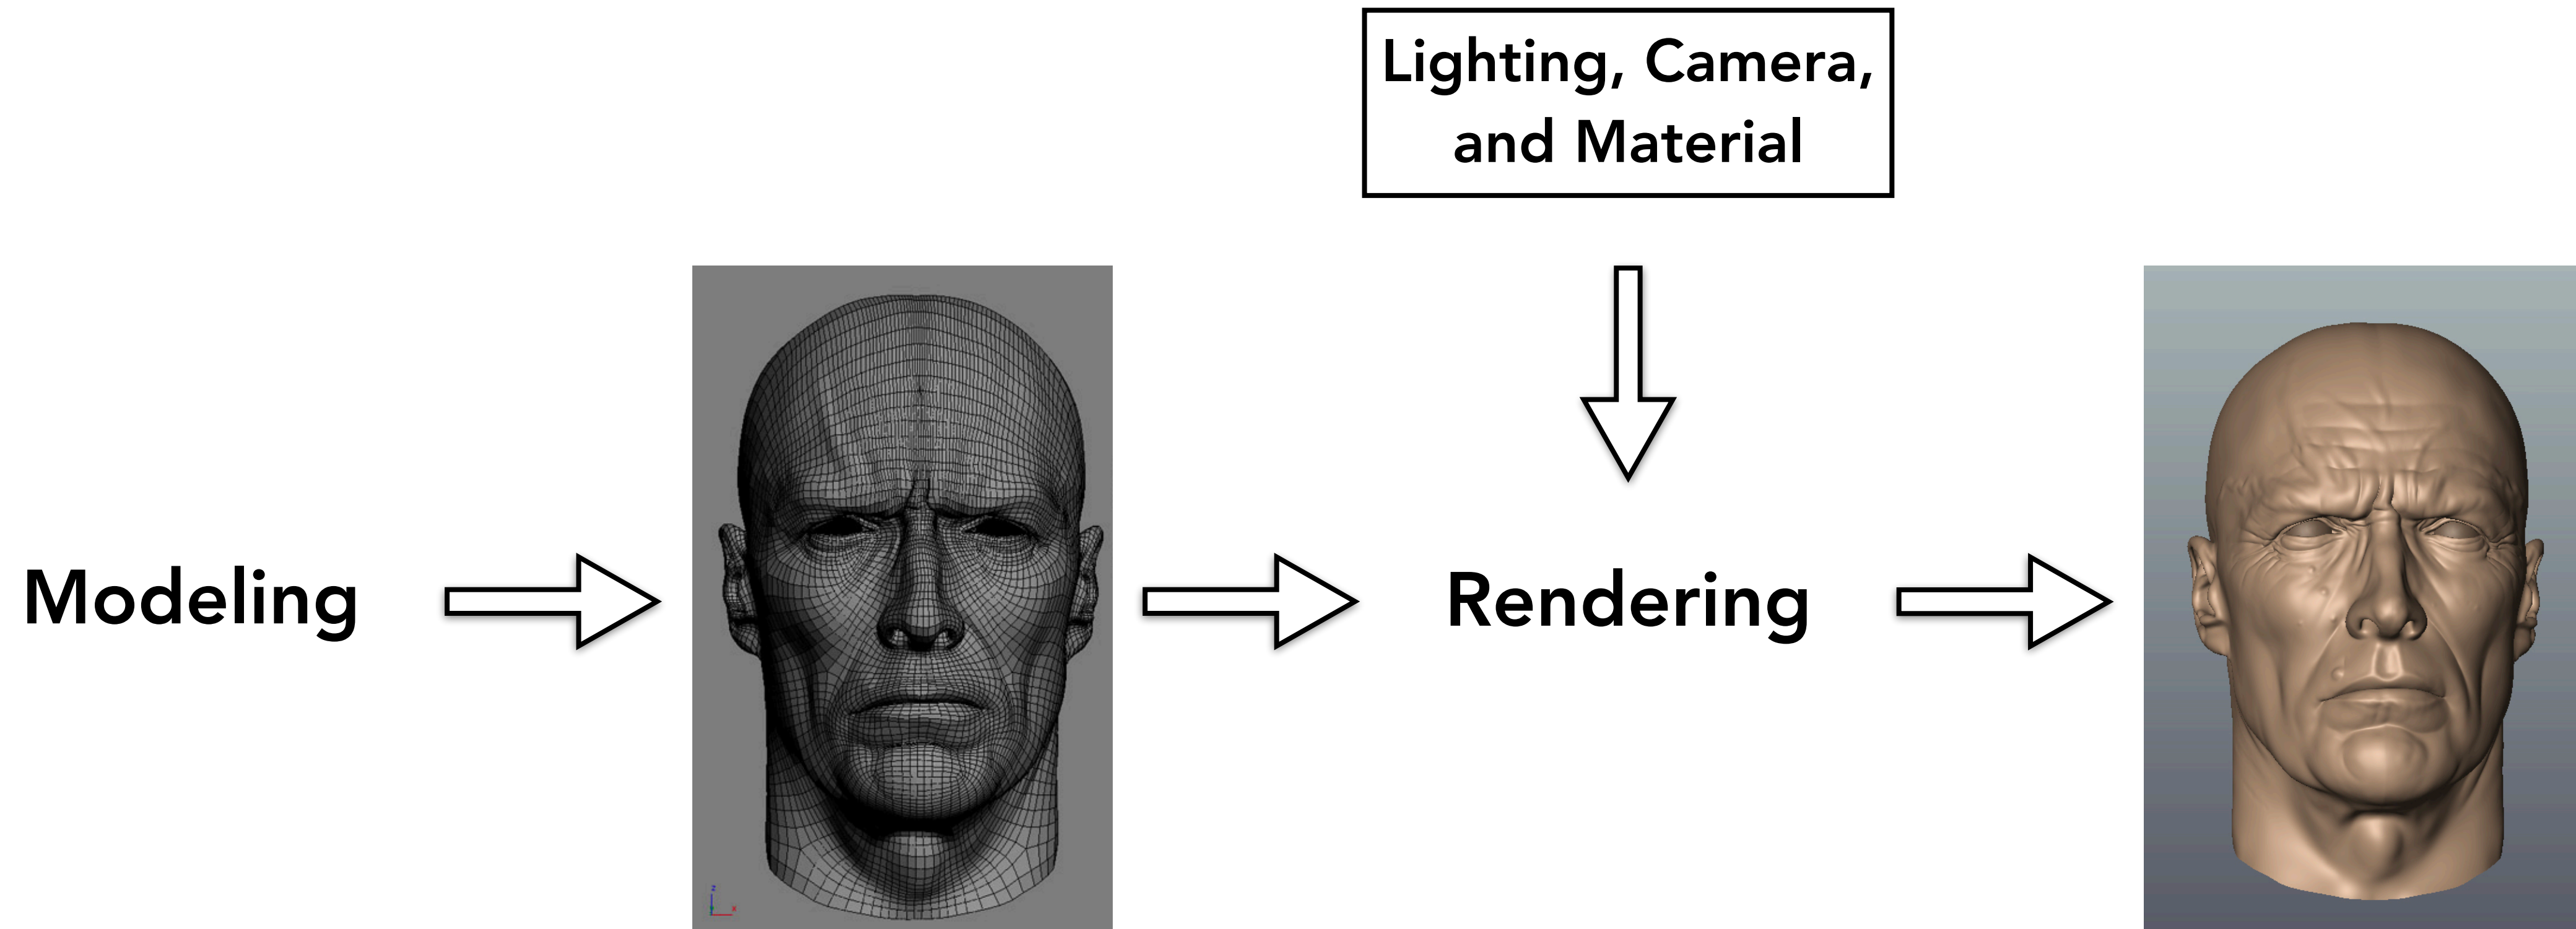 Lighting, Camera,
and Material
Modeling
Rendering
z
x